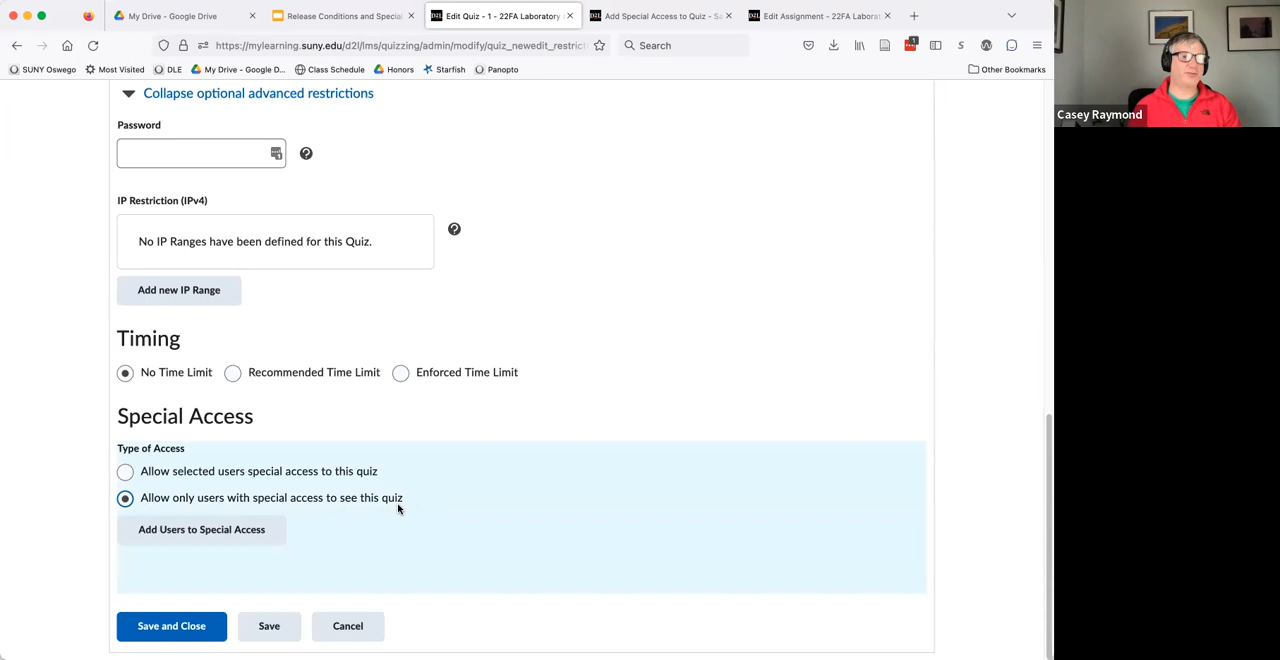 My Drive - Google Drive
Release Conditions and Special
D2L Edit Quiz - 1 - 22FA Laboratory
D2L Add Special Access to Quiz - Se
D2L Edit Assignment - 22FA Laborat
https://mylearning.suny.edu/d2l/lms/quizzing/admin/modify/quiz_newedit_restrict
Search
1
S
SUNY Oswego
Most Visited
DLE
My Drive - Google D...
Class Schedule
Honors
Starfish
Panopto
Other Bookmarks
Casey Raymond
Collapse optional advanced restrictions
Password
IP Restriction (IPv4)
No IP Ranges have been defined for this Quiz.
Add new IP Range
Timing
No Time Limit
Recommended Time Limit
Enforced Time Limit
Special Access
Type of Access
Allow selected users special access to this quiz
Allow only users with special access to see this quiz
Add Users to Special Access
Save and Close
Save
Cancel